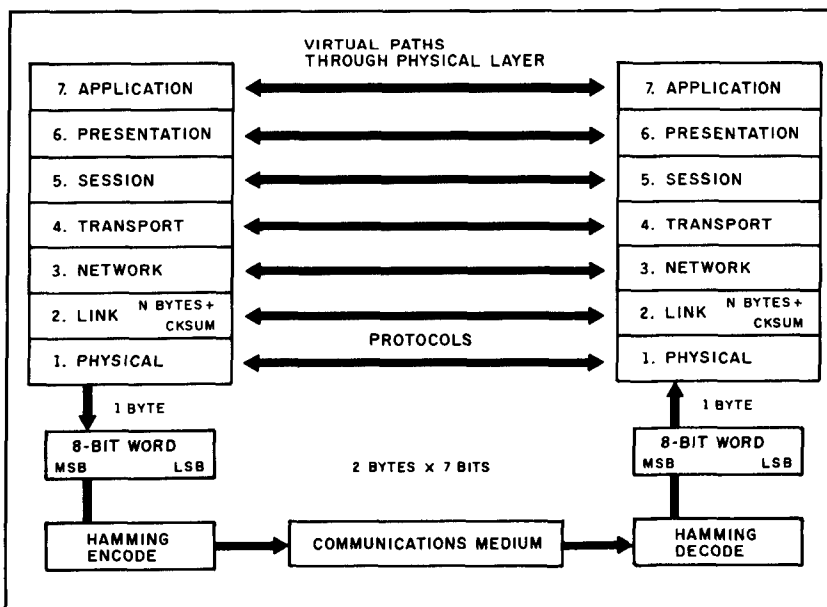 VIRTUAL PATHS
THROUGH PHYSICAL LAYER
7. APPLICATION
6. PRESENTATION
5. SESSION
4. TRANSPORT
3. NETWORK
2. LINK N BYTES+
CKSUM
1. PHYSICAL
PROTOCOLS
7. APPLICATION
6. PRESENTATION
5. SESSION
4. TRANSPORT
3. NETWORK
2. LINK N BYTES+
CKSUM
1. PHYSICAL
1 BYTE
8-BIT WORD
MSB LSB
HAMMING
ENCODE
2 BYTES x 7 BITS
COMMUNICATIONS MEDIUM
1 BYTE
8-BIT WORD
MSB LSB
HAMMING
DECODE